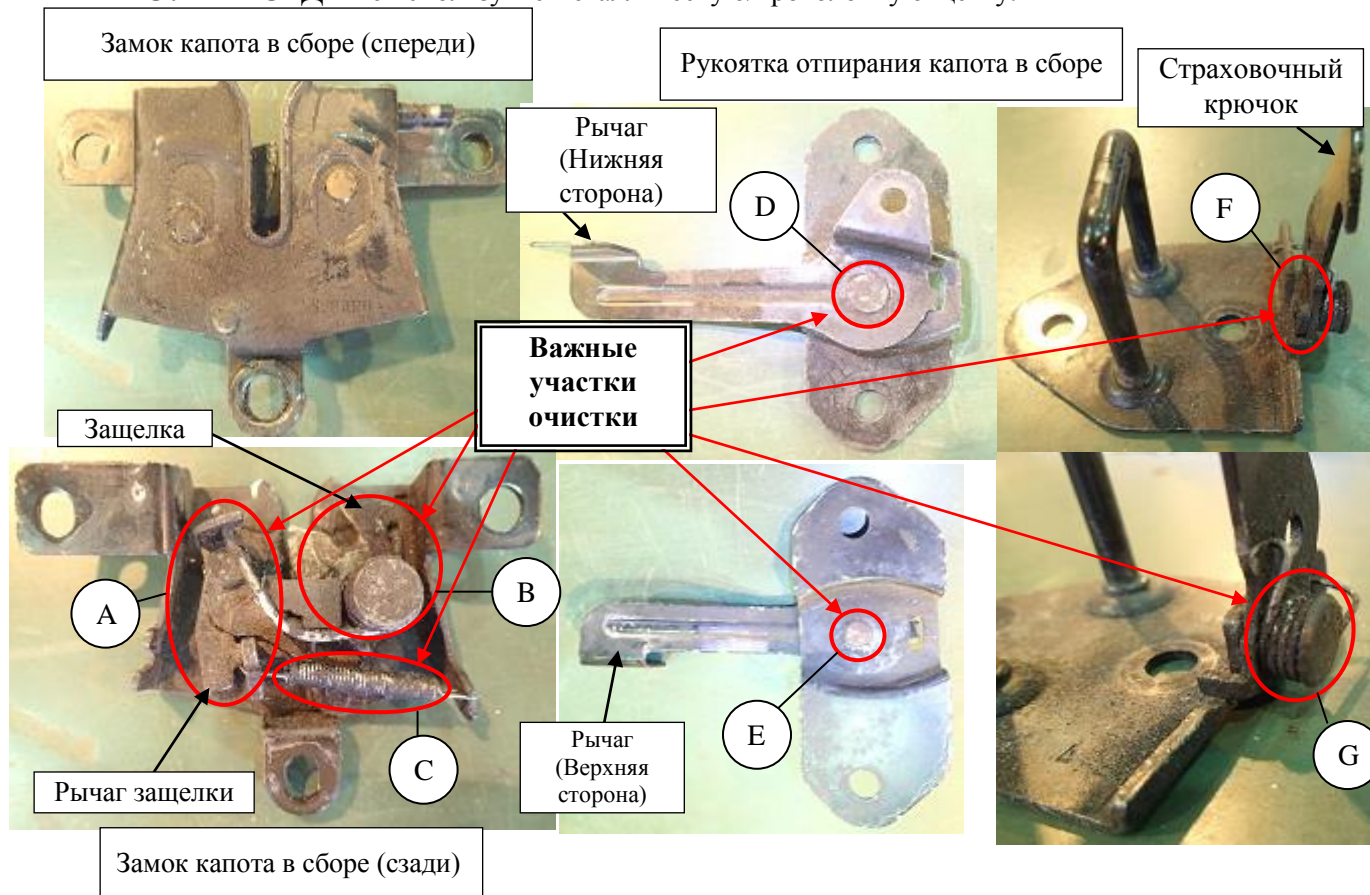 Замок капота в сборе (спереди)
Рукоятка отпирания капота в сборе
Страховочный
крючок
Рычаг
(Нижняя
сторона)
D
F
Важные
участки
очистки
Защелка
A
B
C
E
G
Рычаг защелки
Рычаг
(Верхняя
сторона)
Замок капота в сборе (сзади)